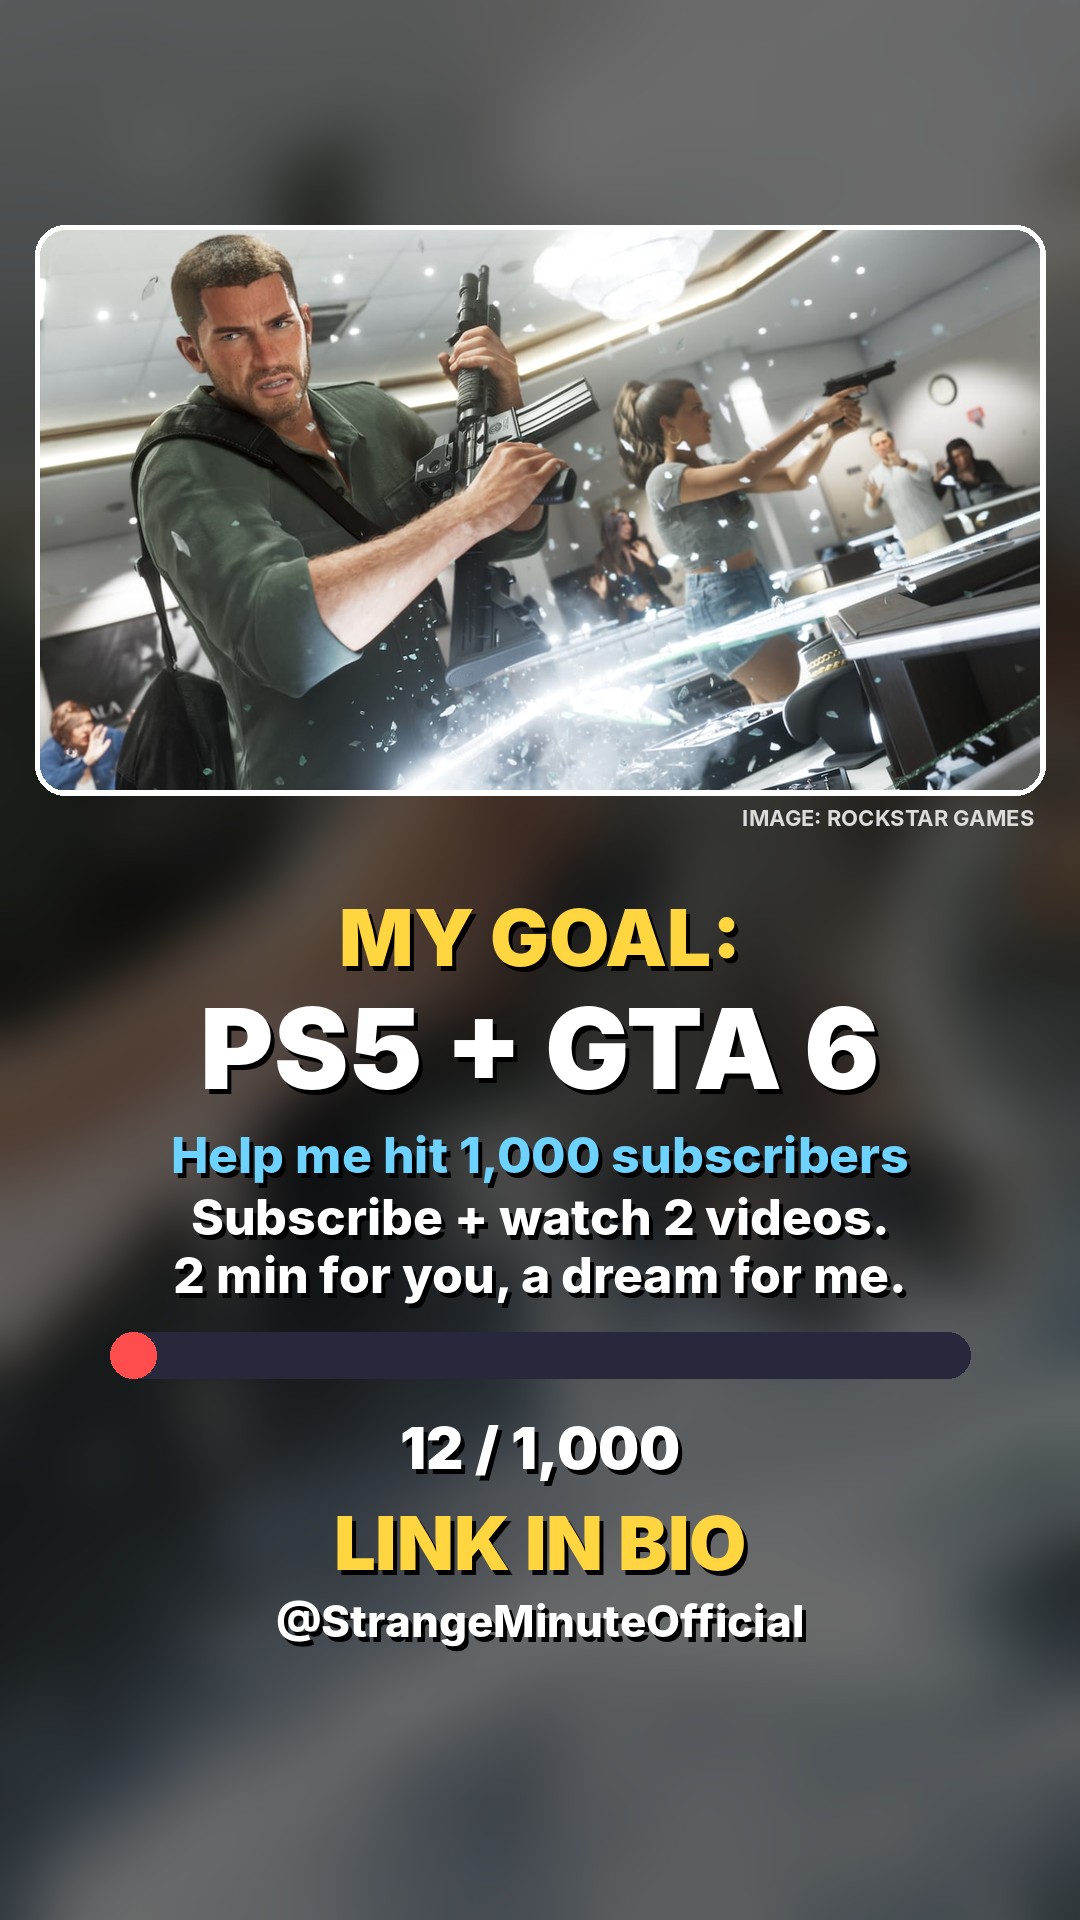 IMAGE: ROCKSTAR GAMES
MY GOAL:
PS5 + GTA 6
Help me hit 1,000 subscribers
Subscribe + watch 2 videos.
2 min for you, a dream for me.
12 / 1,000
LINK IN BIO
@StrangeMinuteOfficial